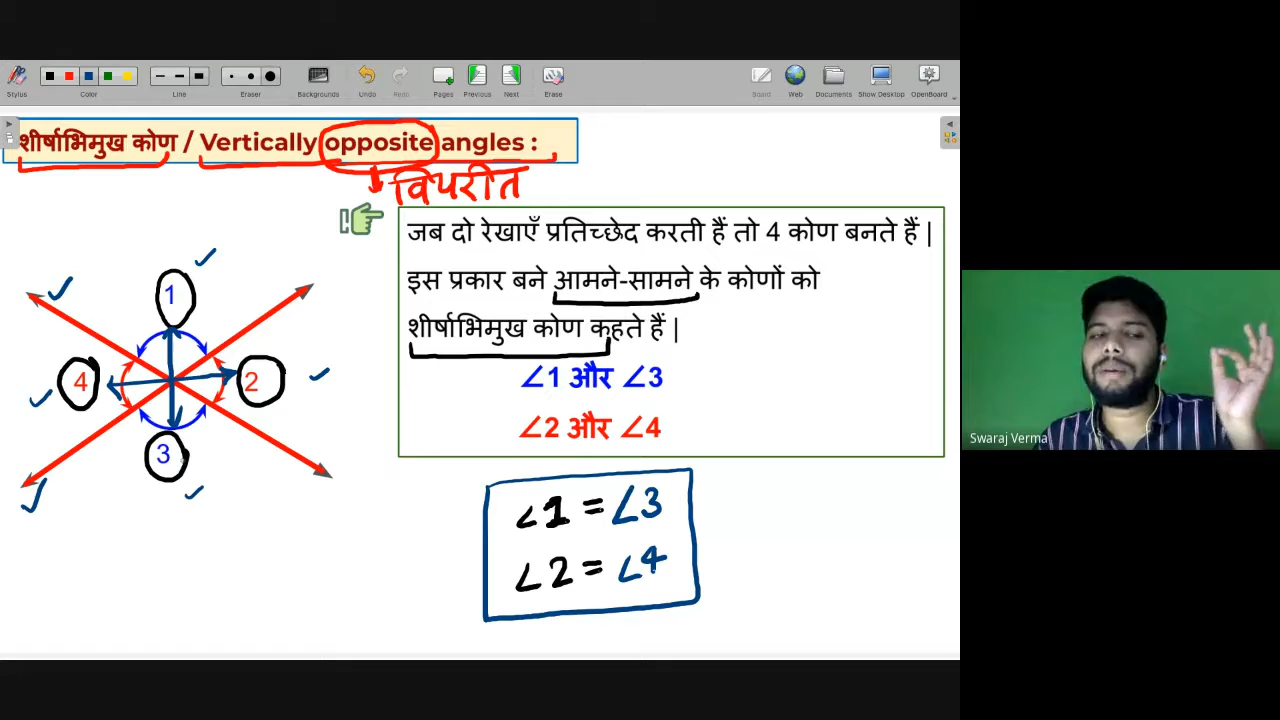 Stylus
Color
Line
Eraser
Backgrounds
Undo
Redo
Pages
Previous
Next
Erase
Board
Web
Documents
Show Desktop
OpenBoard
शीर्षाभिमुख कोण / Vertically opposite angles :
विपरीत
जब दो रेखाएँ प्रतिच्छेद करती हैं तो 4 कोण बनते हैं |
इस प्रकार बने आमने-सामने के कोणों को
शीर्षाभिमुख कोण कहते हैं |
∠1 और ∠3
∠2 और ∠4
1
4
2
3
∠1 = ∠3
∠2 = ∠4
Swaraj Verma